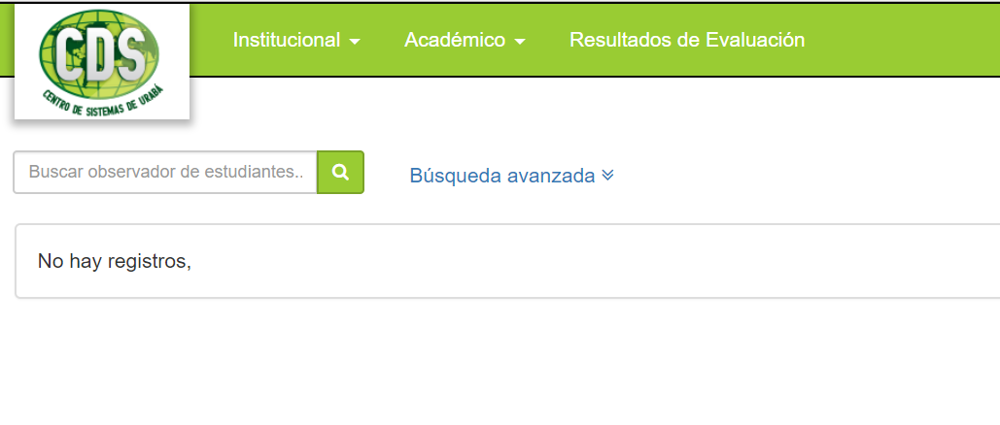 CDS
CENTRO DE SISTEMAS DE URABÁ
Institucional
Académico
Resultados de Evaluación
Buscar observador de estudiantes..
Búsqueda avanzada
No hay registros,